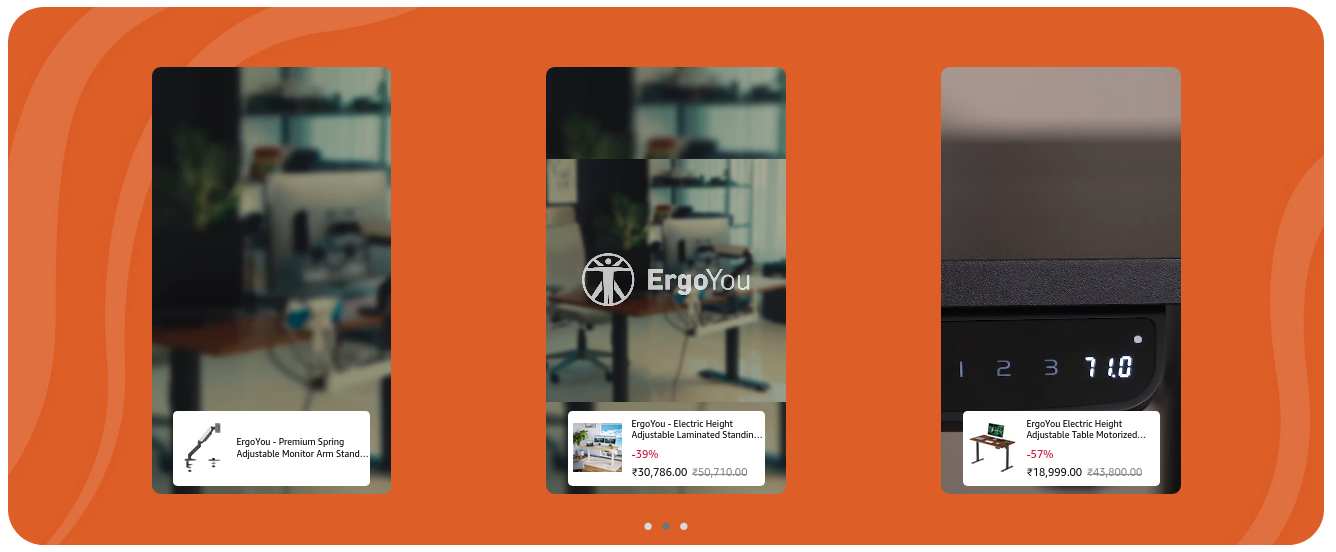 ErgoYou
1 2 3 71.0
ErgoYou - Premium Spring
Adjustable Monitor Arm Stand...
ErgoYou - Electric Height
Adjustable Laminated Standin...
-39%
₹30,786.00 ₹50,710.00
ErgoYou Electric Height
Adjustable Table Motorized...
-57%
₹18,999.00 ₹43,800.00